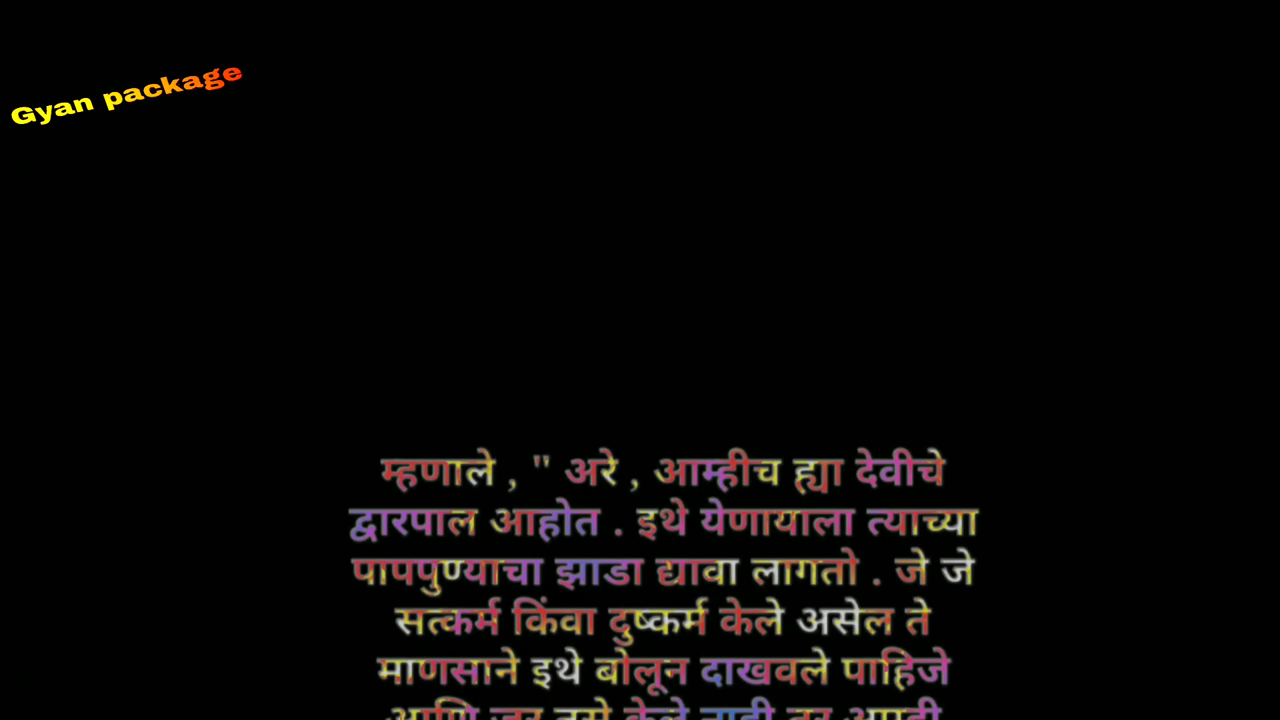 Gyan package
म्हणाले , " अरे , आम्हीच ह्या देवीचे
द्वारपाल आहोत . इथे येणायाला त्याच्या
पापपुण्याचा झाडा द्यावा लागतो . जे जे
सत्कर्म किंवा दुष्कर्म केले असेल ते
माणसाने इथे बोलून दाखवले पाहिजे